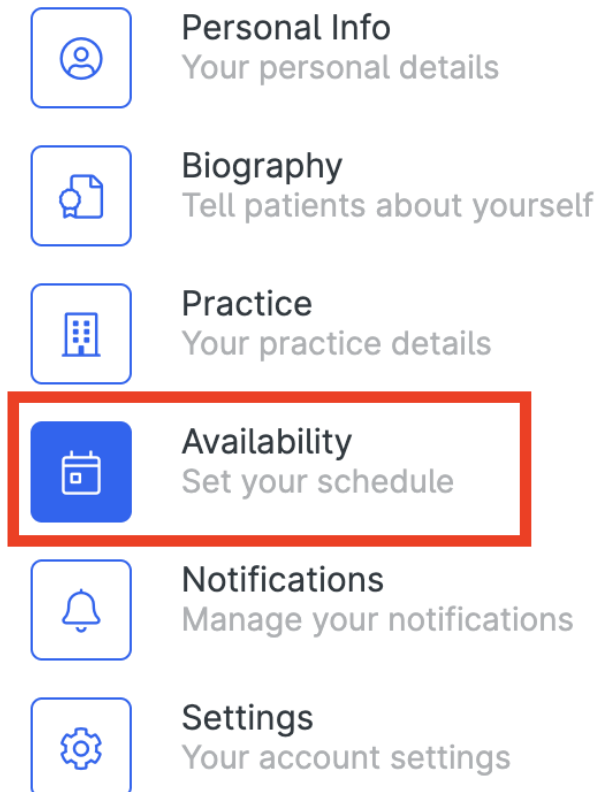 Personal Info
Your personal details
Biography
Tell patients about yourself
Practice
Your practice details
Availability
Set your schedule
Notifications
Manage your notifications
Settings
Your account settings